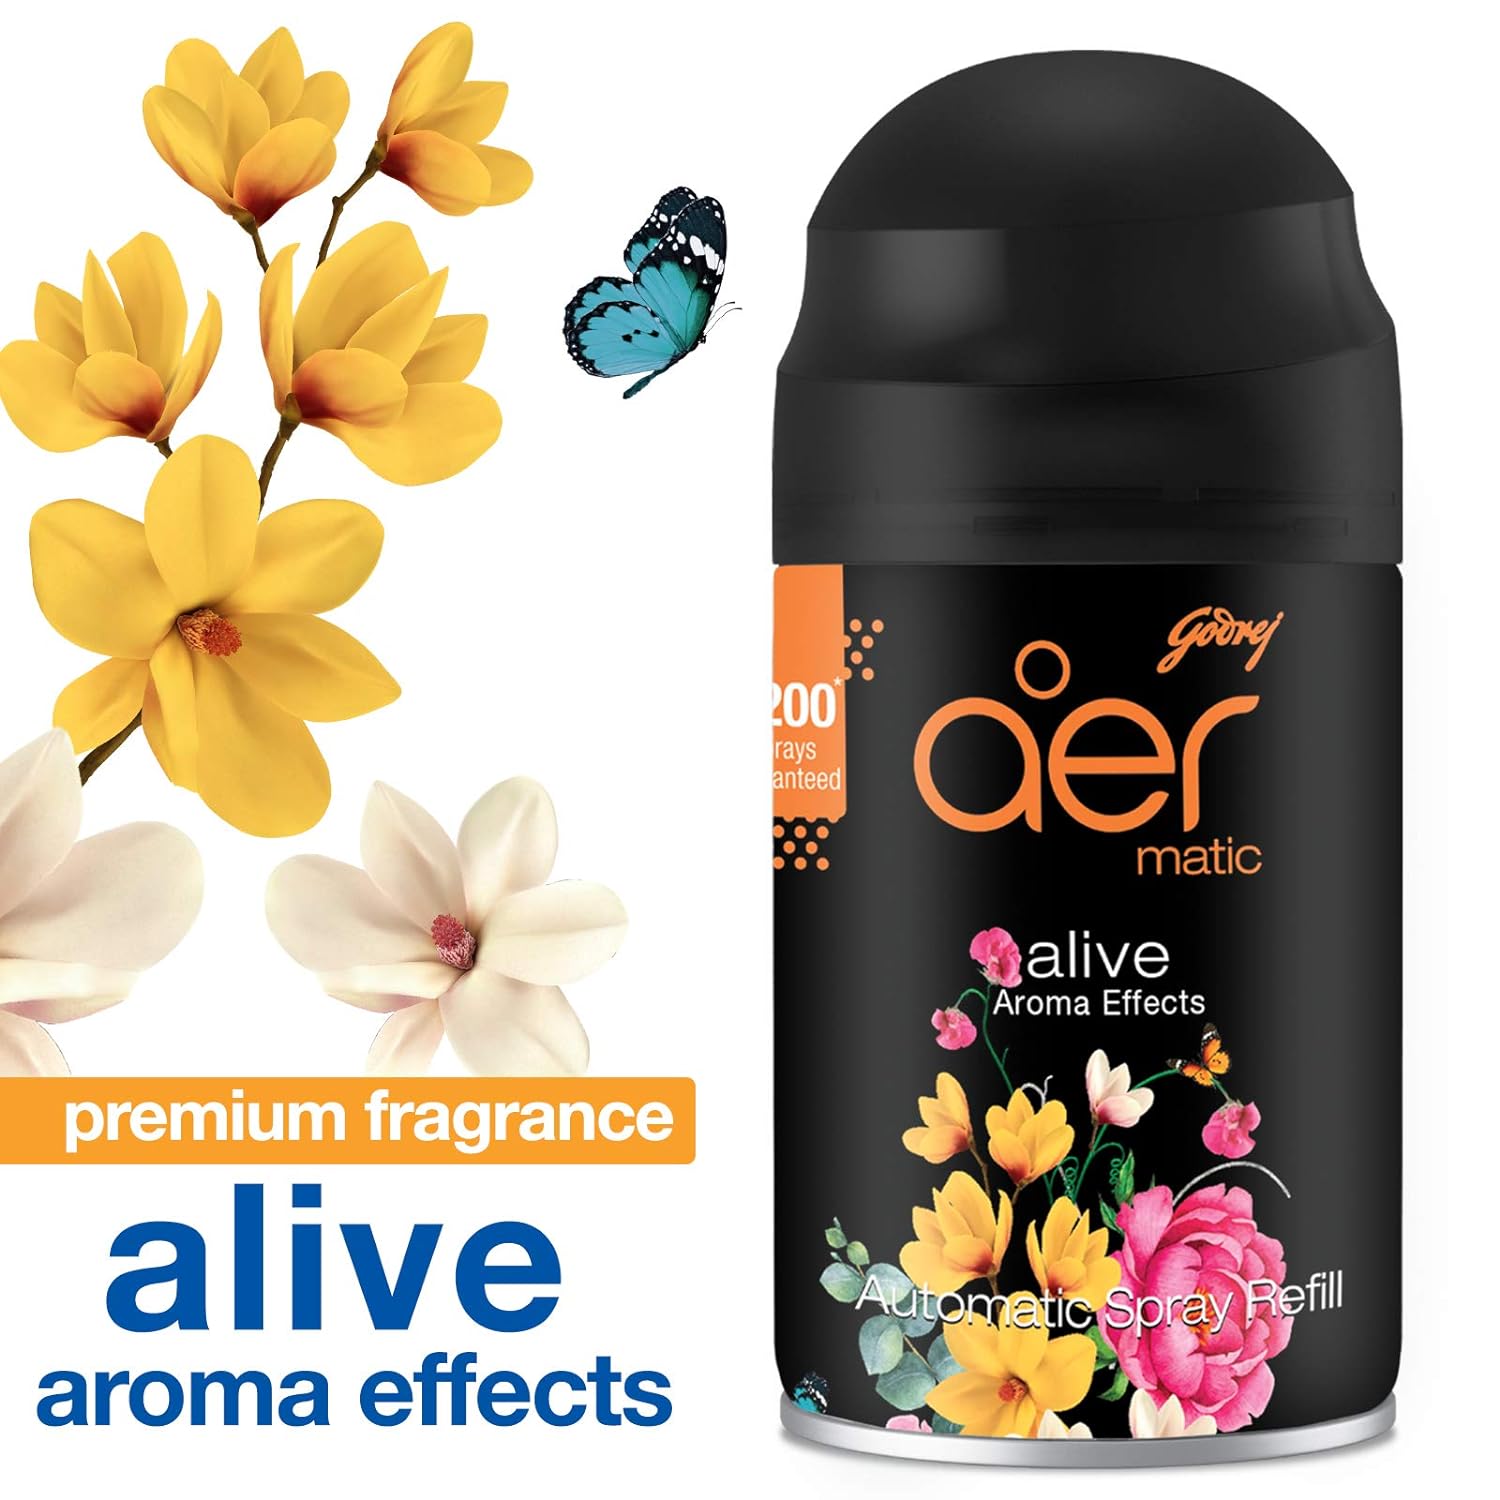 premium fragrance
alive
aroma effects
Godrej
aer
matic
200*
rays
anteed
alive
Aroma Effects
Automatic Spray Refill